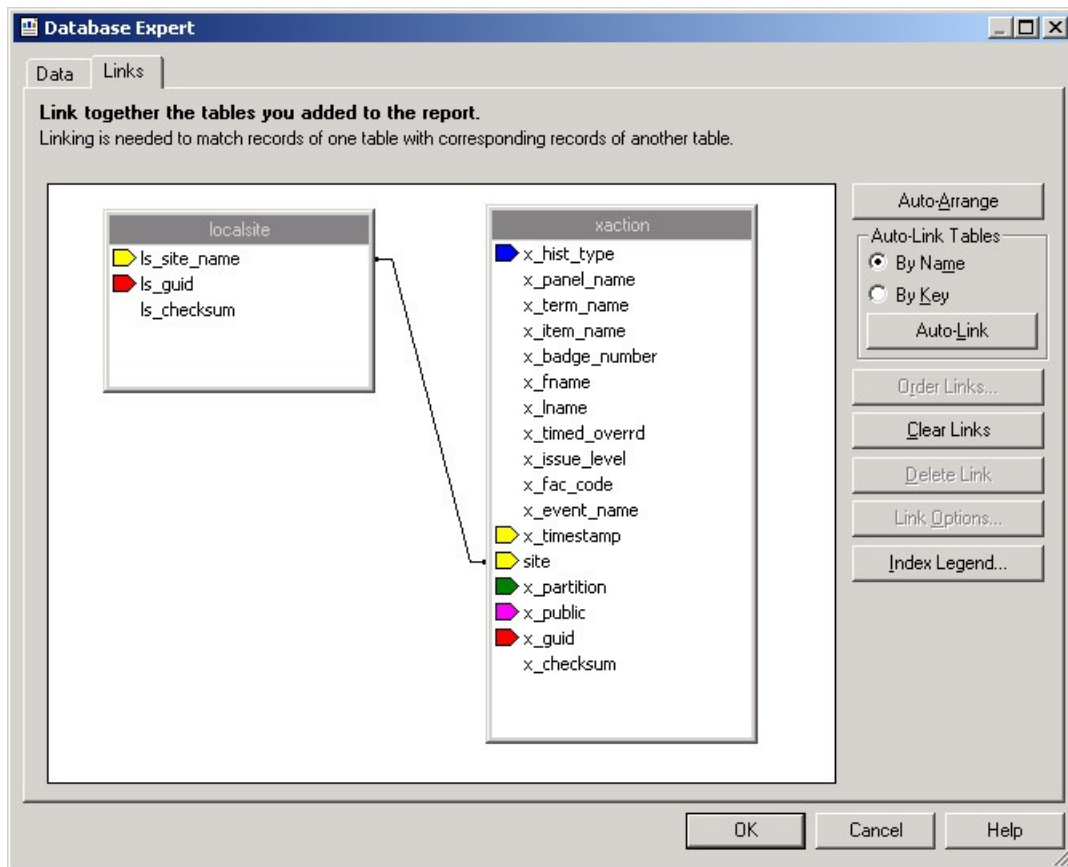 Database Expert
Data
Links
Link together the tables you added to the report.
Linking is needed to match records of one table with corresponding records of another table.
localsite
ls_site_name
ls_guid
ls_checksum
xaction
x_hist_type
x_panel_name
x_term_name
x_item_name
x_badge_number
x_fname
x_lname
x_timed_overrd
x_issue_level
x_fac_code
x_event_name
x_timestamp
site
x_partition
x_public
x_guid
x_checksum
Auto-Arrange
Auto-Link Tables
By Name
By Key
Auto-Link
Order Links...
Clear Links
Delete Link
Link Options...
Index Legend...
OK
Cancel
Help